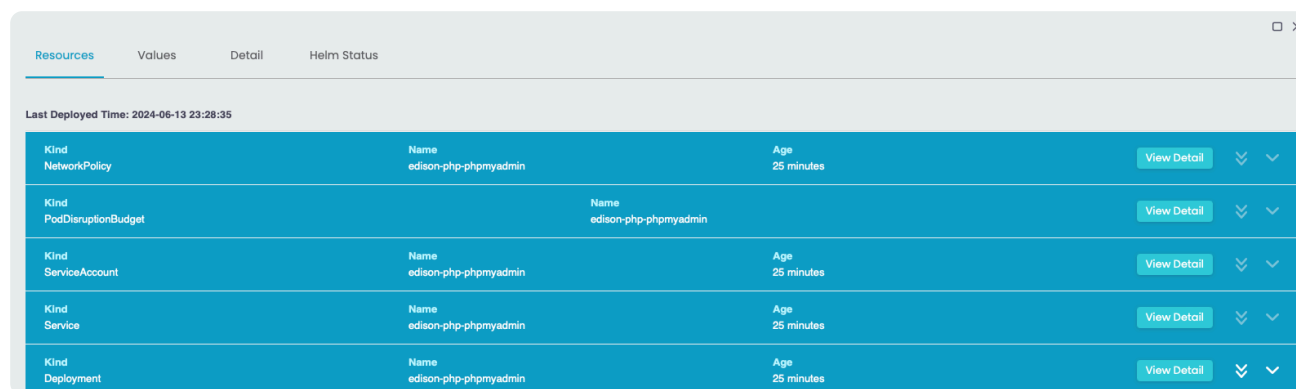 Resources Values Detail Helm Status
Last Deployed Time: 2024-06-13 23:28:35
Kind Name Age
NetworkPolicy edison-php-phpmyadmin 25 minutes View Detail
Kind Name
PodDisruptionBudget edison-php-phpmyadmin View Detail
Kind Name Age
ServiceAccount edison-php-phpmyadmin 25 minutes View Detail
Kind Name Age
Service edison-php-phpmyadmin 25 minutes View Detail
Kind Name Age
Deployment edison-php-phpmyadmin 25 minutes View Detail